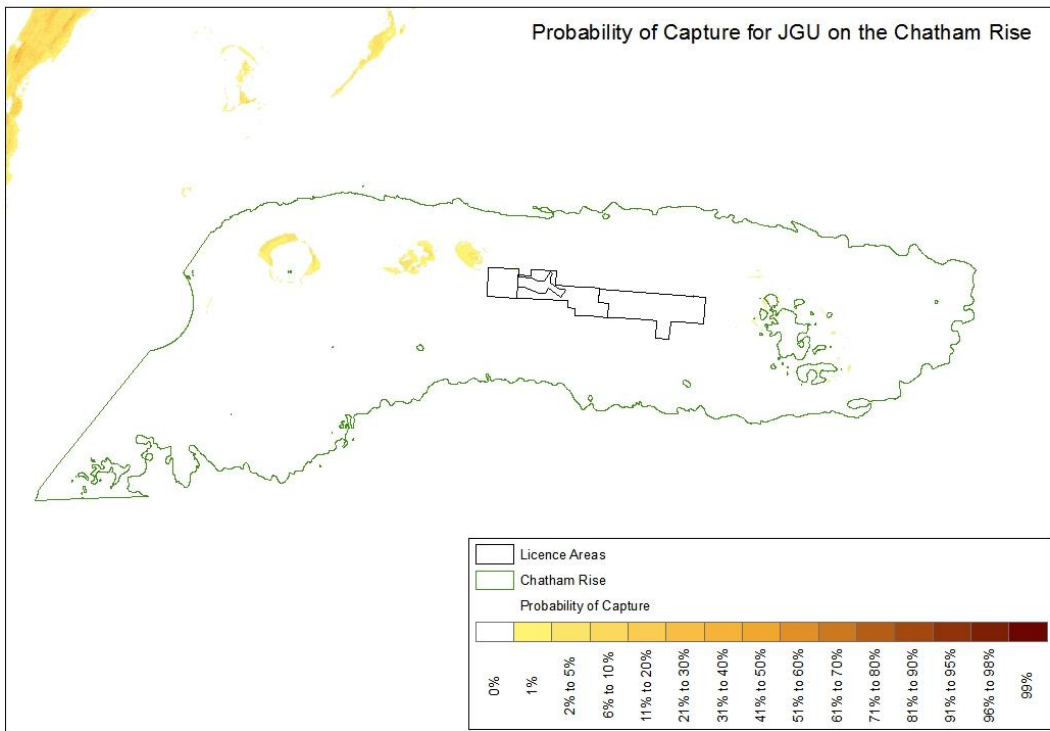 Probability of Capture for JGU on the Chatham Rise
Licence Areas
Chatham Rise
Probability of Capture
0%
1%
2% to 5%
6% to 10%
11% to 20%
21% to 30%
31% to 40%
41% to 50%
51% to 60%
61% to 70%
71% to 80%
81% to 90%
91% to 95%
96% to 98%
99%